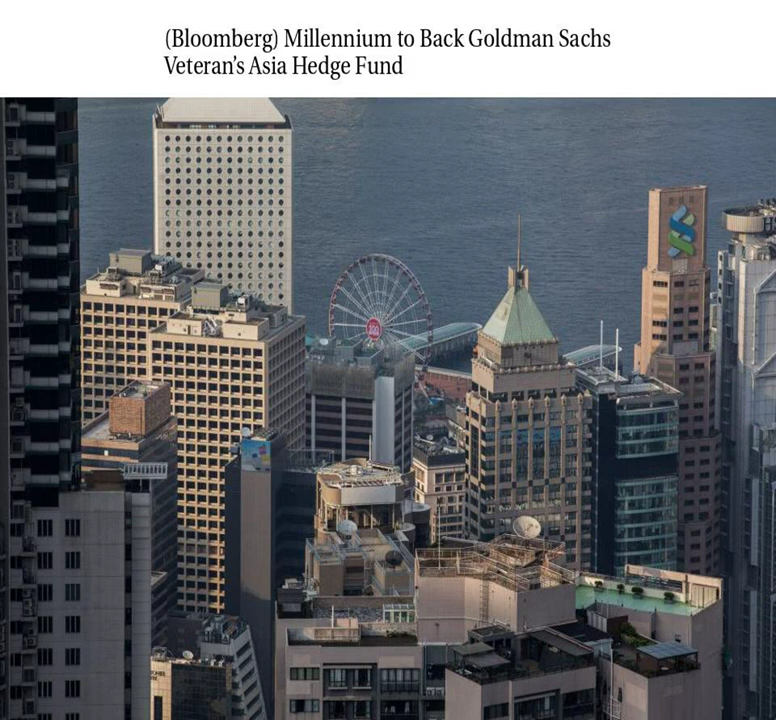 (Bloomberg) Millennium to Back Goldman Sachs
Veteran’s Asia Hedge Fund